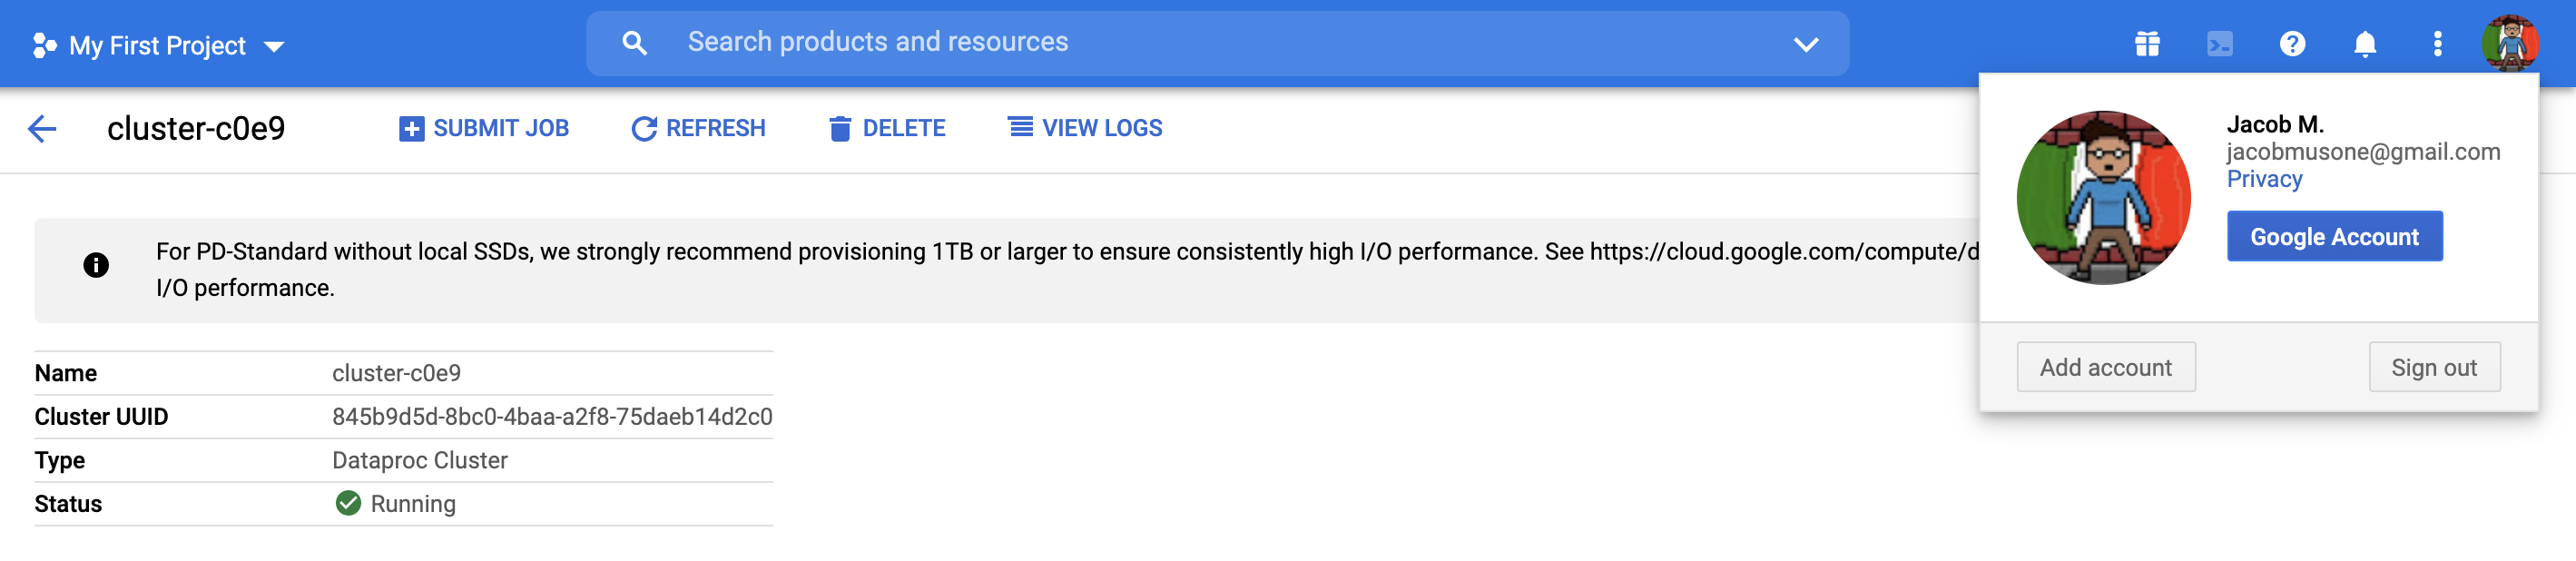 My First Project
Search products and resources
cluster-c0e9
SUBMIT JOB
REFRESH
DELETE
VIEW LOGS
Jacob M.
jacobmusone@gmail.com
Privacy
Google Account
Add account
Sign out
For PD-Standard without local SSDs, we strongly recommend provisioning 1TB or larger to ensure consistently high I/O performance. See https://cloud.google.com/compute/d
I/O performance.
Name cluster-c0e9
Cluster UUID 845b9d5d-8bc0-4baa-a2f8-75daeb14d2c0
Type Dataproc Cluster
Status Running